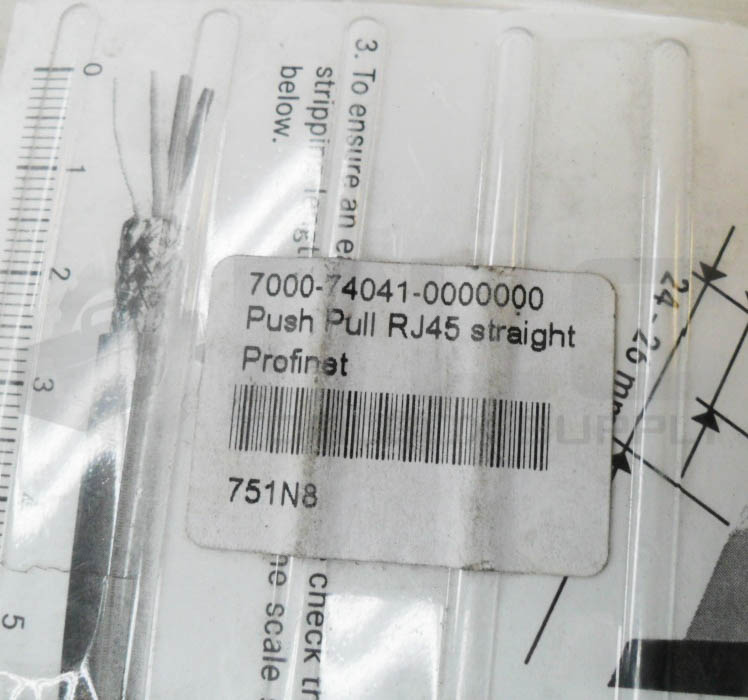 7000-74041-0000000
Push Pull RJ45 straight
Profinet
751N8
3. To ensure an
below.
check
scale
0
1
2
3
4
5
24-26 mm